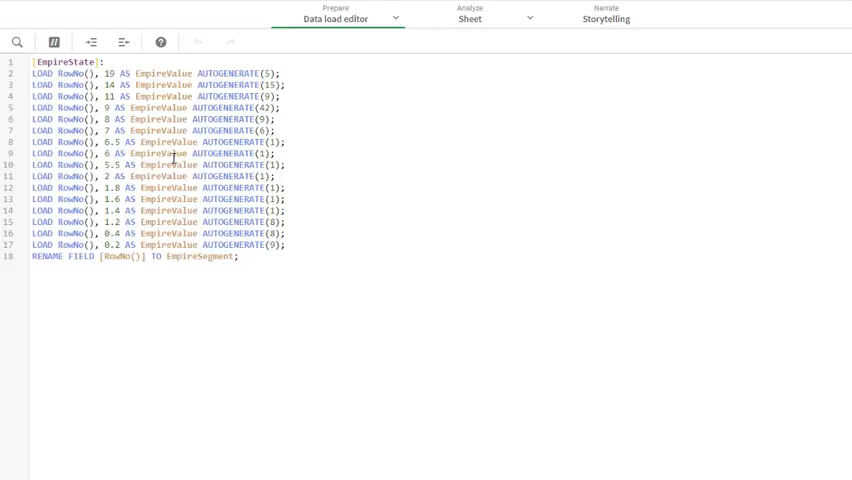 Prepare
Data load editor
Analyze
Sheet
Narrate
Storytelling
1 [EmpireState]:
2 LOAD RowNo(), 19 AS EmpireValue AUTOGENERATE(5);
3 LOAD RowNo(), 14 AS EmpireValue AUTOGENERATE(15);
4 LOAD RowNo(), 11 AS EmpireValue AUTOGENERATE(9);
5 LOAD RowNo(), 9 AS EmpireValue AUTOGENERATE(42);
6 LOAD RowNo(), 8 AS EmpireValue AUTOGENERATE(9);
7 LOAD RowNo(), 7 AS EmpireValue AUTOGENERATE(6);
8 LOAD RowNo(), 6.5 AS EmpireValue AUTOGENERATE(1);
9 LOAD RowNo(), 6 AS EmpireValue AUTOGENERATE(1);
10 LOAD RowNo(), 5.5 AS EmpireValue AUTOGENERATE(1);
11 LOAD RowNo(), 2 AS EmpireValue AUTOGENERATE(1);
12 LOAD RowNo(), 1.8 AS EmpireValue AUTOGENERATE(1);
13 LOAD RowNo(), 1.6 AS EmpireValue AUTOGENERATE(1);
14 LOAD RowNo(), 1.4 AS EmpireValue AUTOGENERATE(1);
15 LOAD RowNo(), 1.2 AS EmpireValue AUTOGENERATE(8);
16 LOAD RowNo(), 0.4 AS EmpireValue AUTOGENERATE(8);
17 LOAD RowNo(), 0.2 AS EmpireValue AUTOGENERATE(9);
18 RENAME FIELD [RowNo()] TO EmpireSegment;